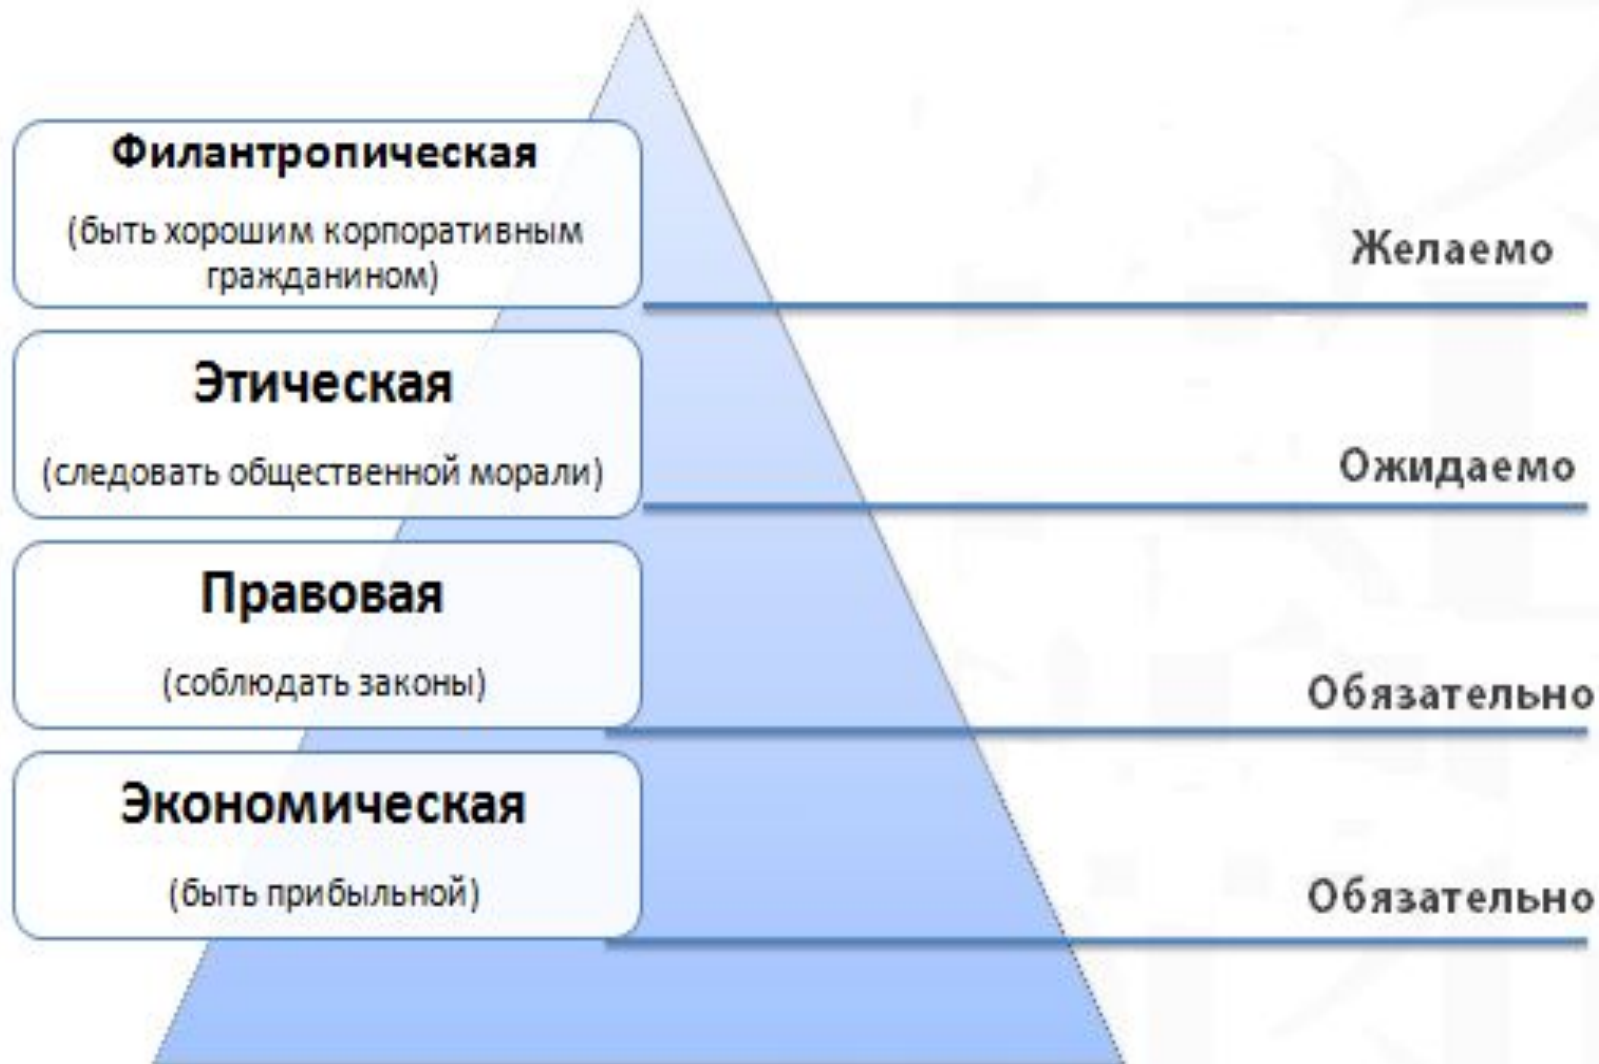 Филантропическая
(быть хорошим корпоративным
гражданином)
Желаемо
Этическая
(следовать общественной морали)
Ожидаемо
Правовая
(соблюдать законы)
Обязательно
Экономическая
(быть прибыльной)
Обязательно